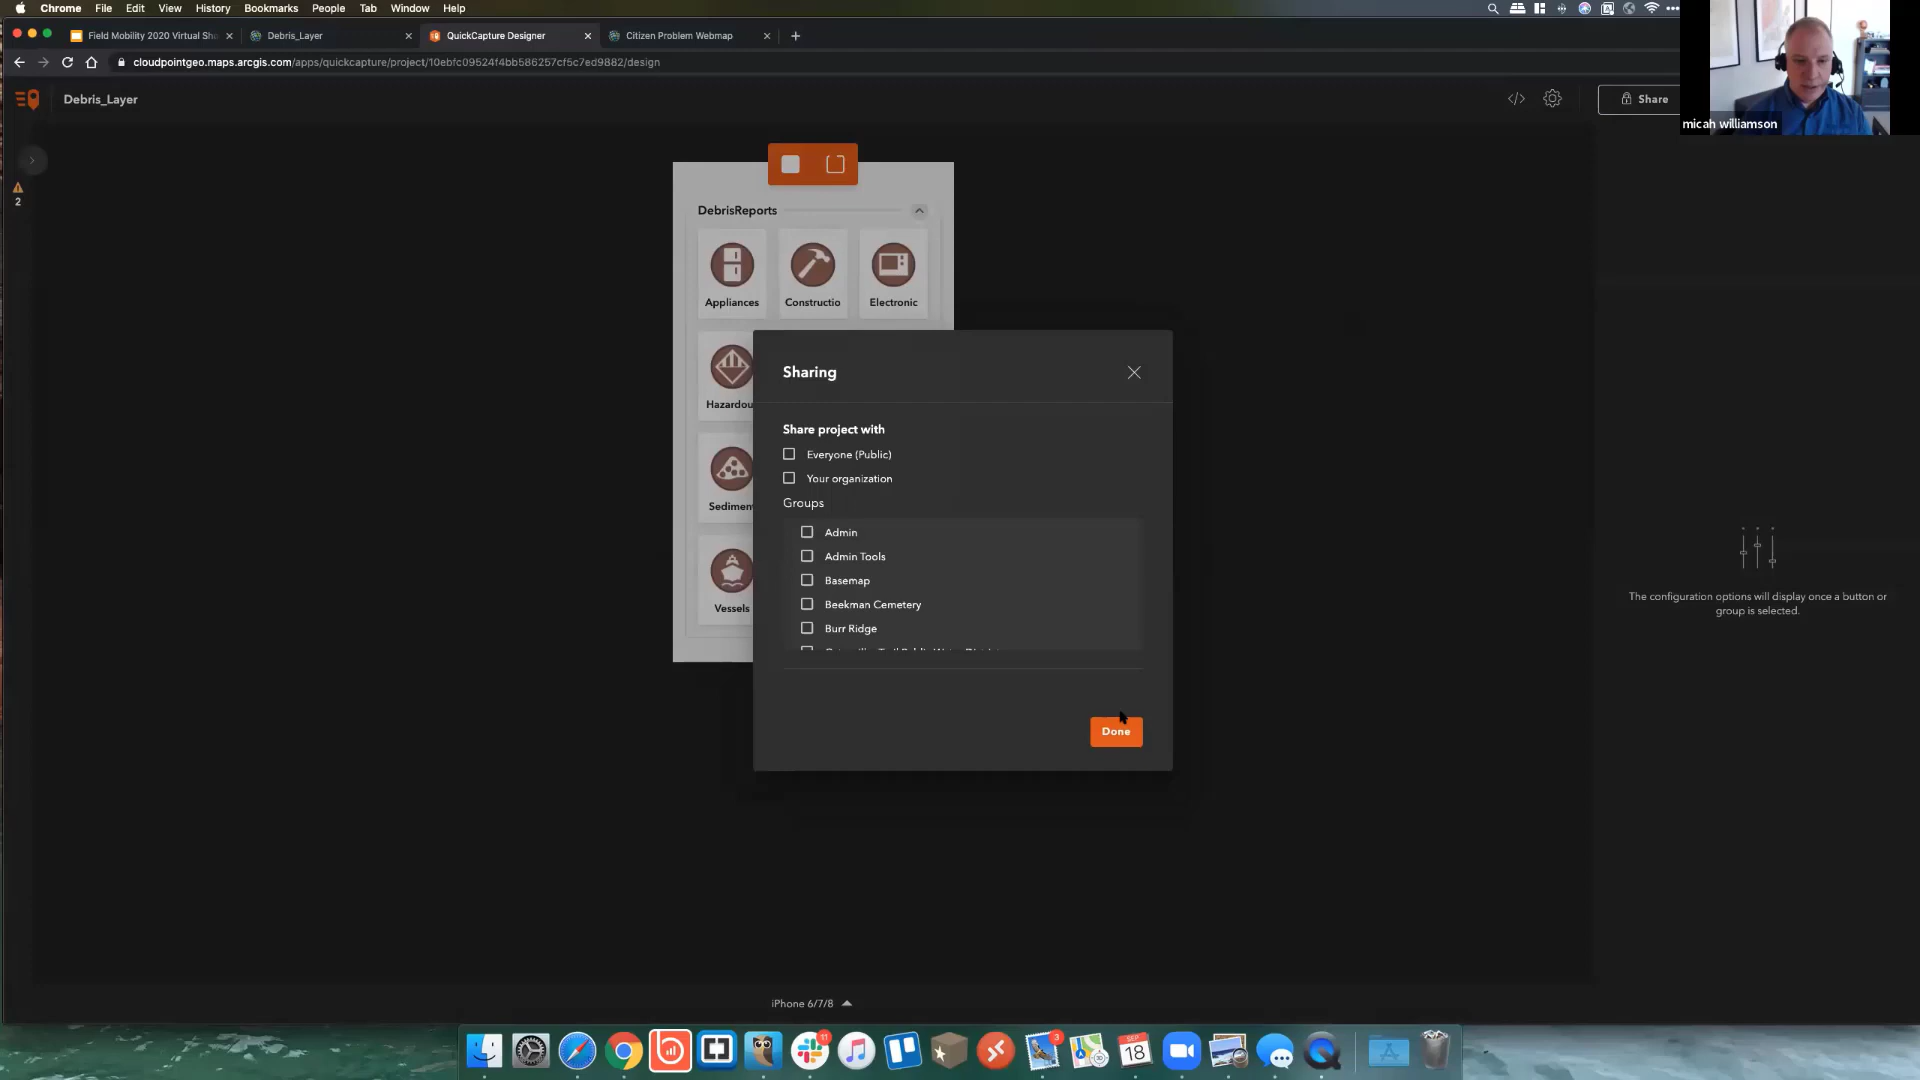 Chrome File Edit View History Bookmarks People Tab Window Help
Field Mobility 2020 Virtual Sh
Debris_Layer
QuickCapture Designer
Citizen Problem Webmap
cloudpointgeo.maps.arcgis.com/apps/quickcapture/project/10ebfc09524f4bb586257cf5c7ed9882/design
micah williamson
Debris_Layer
Share
2
DebrisReports
Appliances
Constructio
Electronic
Hazardou
Sedimen
Vessels
Sharing
Share project with
Everyone (Public)
Your organization
Groups
Admin
Admin Tools
Basemap
Beekman Cemetery
Burr Ridge
Done
The configuration options will display once a button or
group is selected.
iPhone 6/7/8
11
3
SEP
18